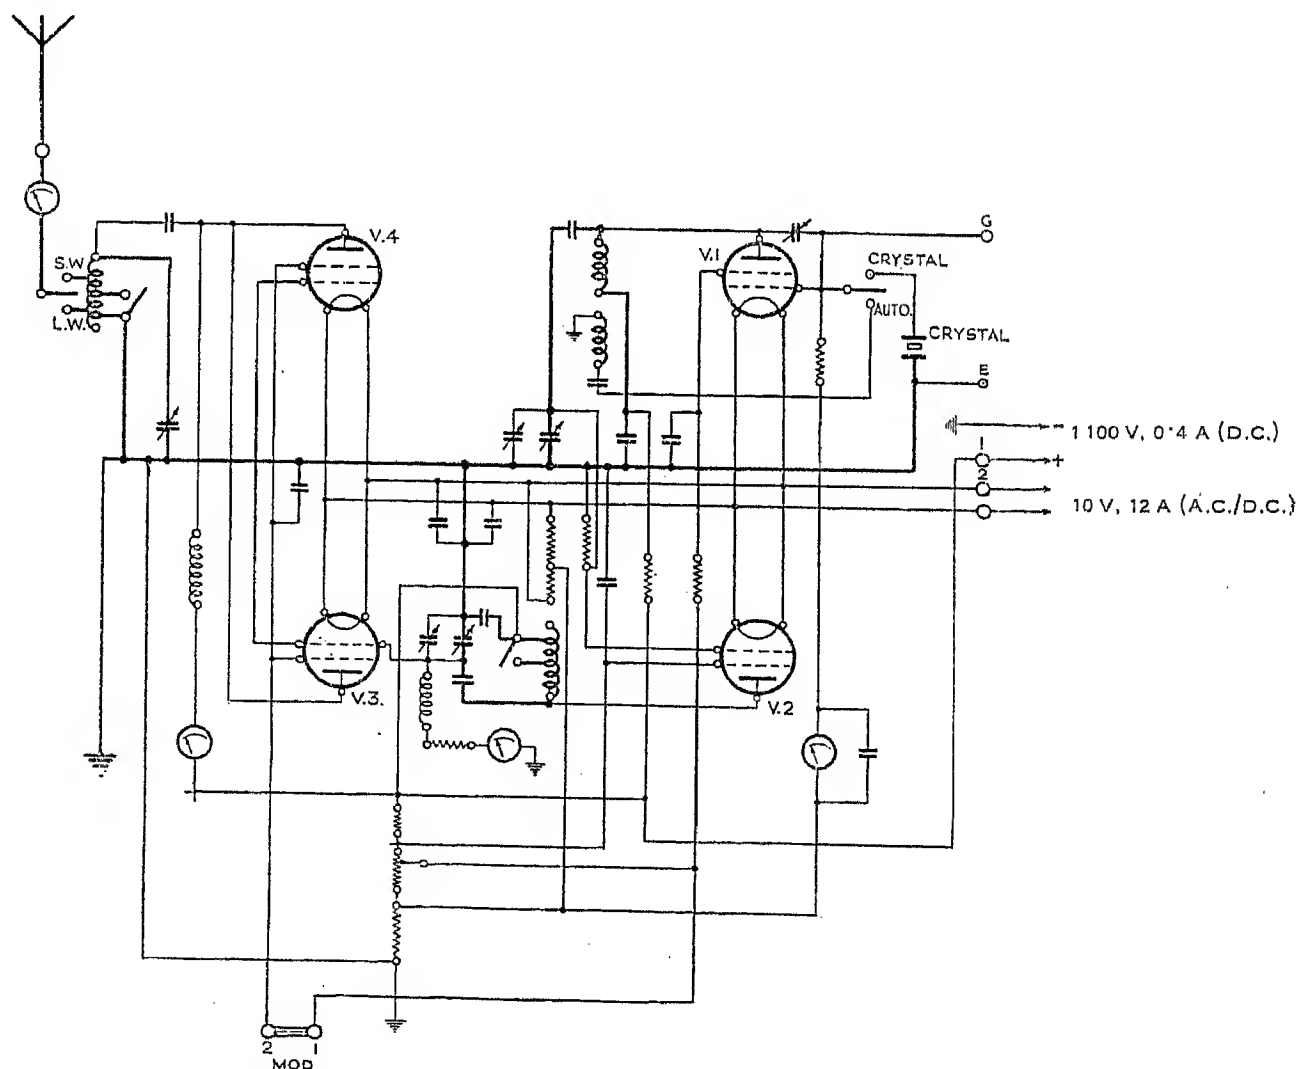 G
V.4
V.1
S.W
CRYSTAL
L.W.
AUTO.
CRYSTAL
E
- 1 100 V, 0·4 A (D.C.)
1
+
2
10 V, 12 A (A.C./D.C.)
V.3.
V.2
2 1
MOD